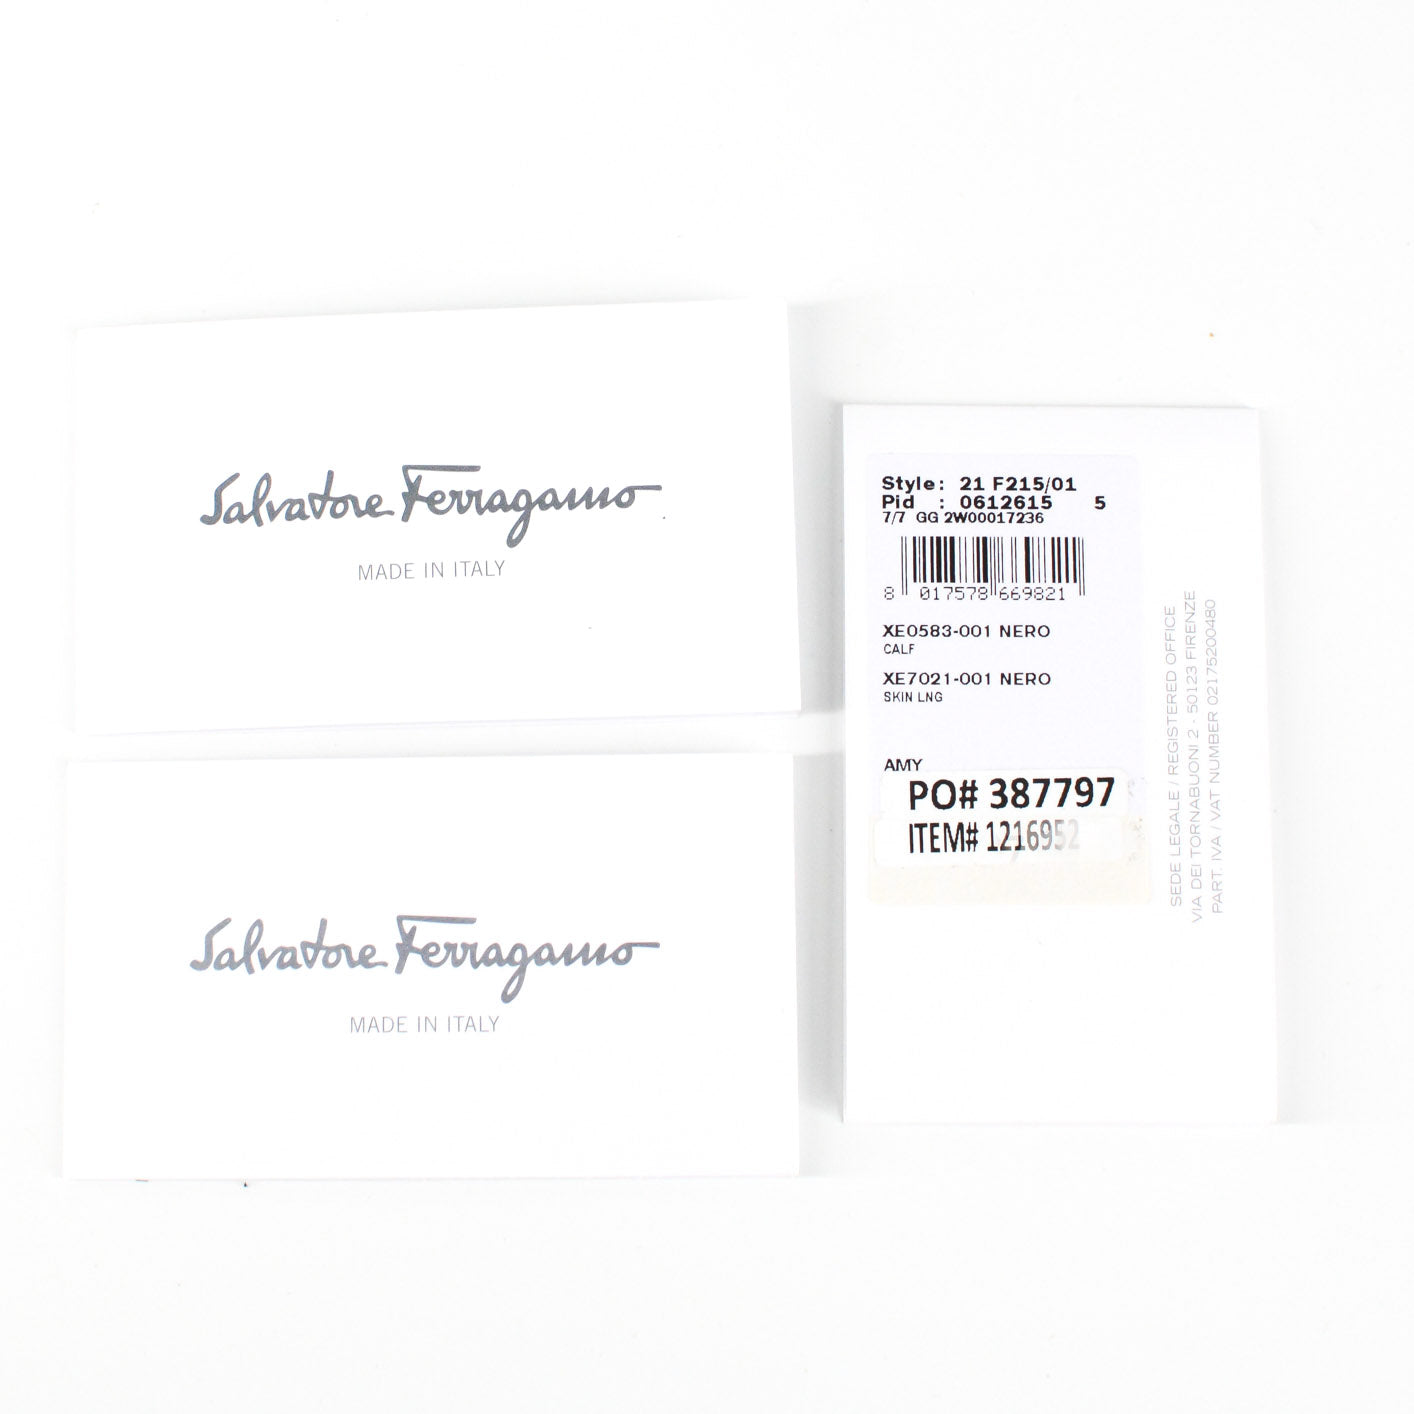 Salvatore Ferragamo
MADE IN ITALY
Salvatore Ferragamo
MADE IN ITALY
Style: 21 F215/01
Pid : 0612615 5
7/7 GG 2W00017236
8 017578 669821
XE0583-001 NERO
CALF
XE7021-001 NERO
SKIN LNG
AMY
PO# 387797
ITEM# 1216952
SEDE LEGALE / REGISTERED OFFICE
VIA DEI TORNABUONI 2 - 50123 FIRENZE
PART. IVA / VAT NUMBER 02175200480